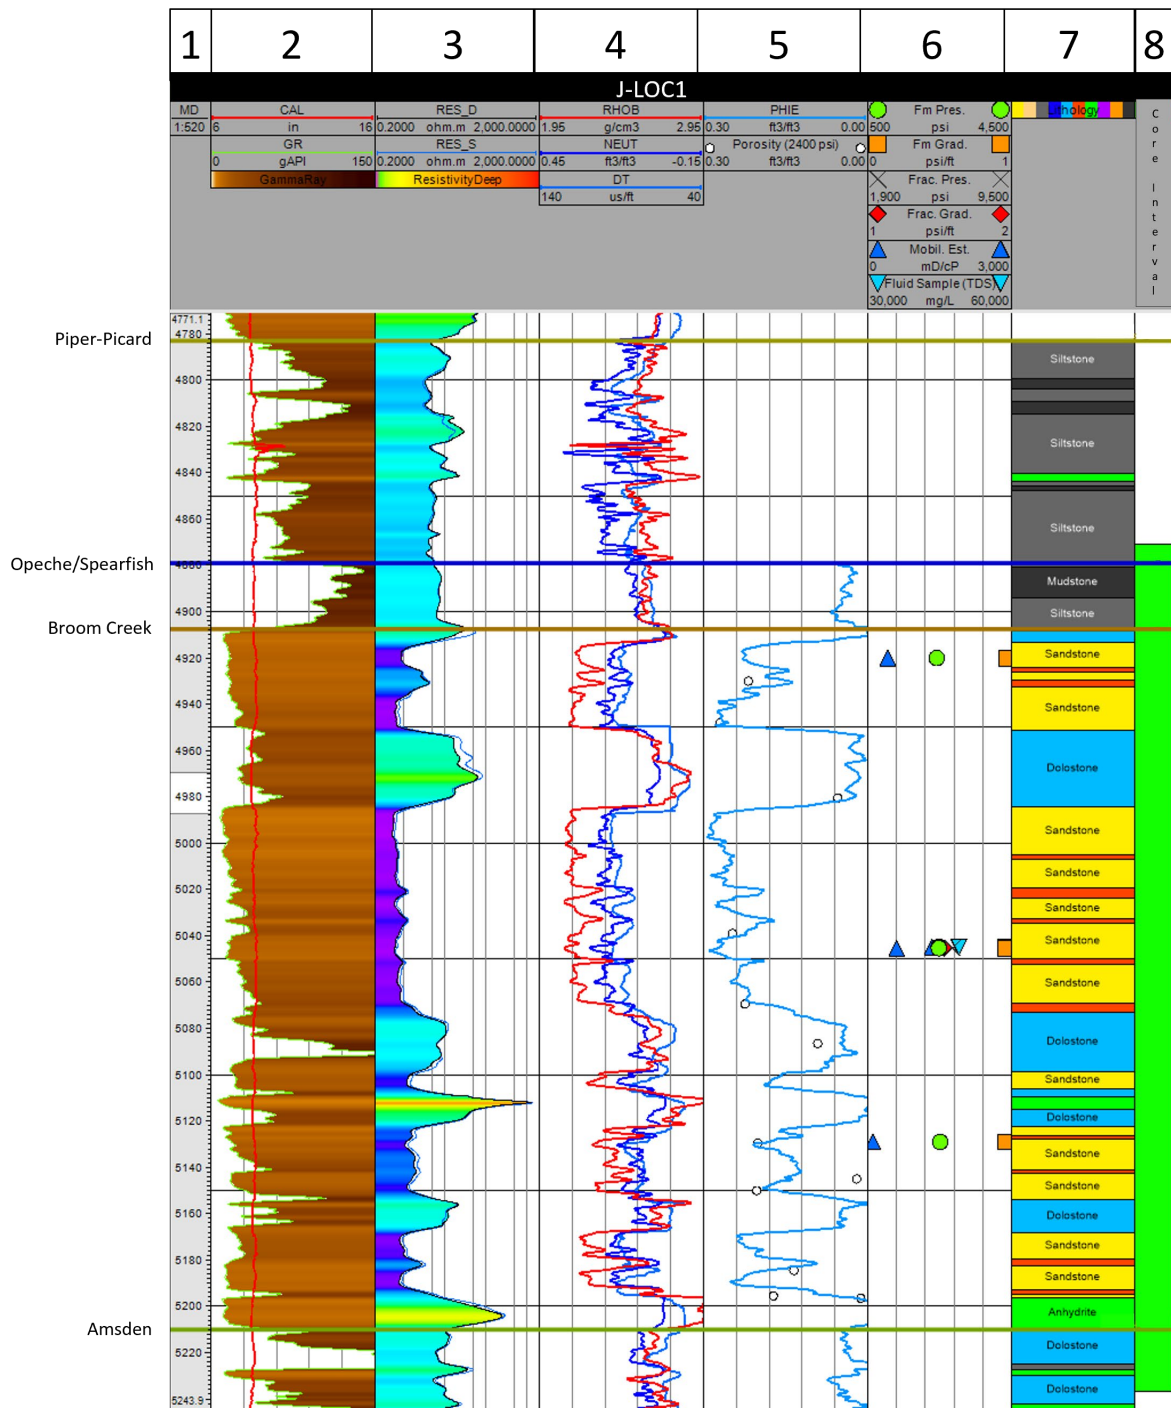 1 2 3 4 5 6 7 8
J-LOC1
MD CAL RES_D RHOB PHIE Fm Pres. Lithology
1:520 6 in 16 0.2000 ohm.m 2,000.0000 1.95 g/cm3 2.95 0.30 ft3/ft3 0.00 500 psi 4,500
GR RES_S NEUT Porosity (2400 psi) Fm Grad.
0 gAPI 150 0.2000 ohm.m 2,000.0000 0.45 ft3/ft3 -0.15 0.30 ft3/ft3 0.00 0 psi/ft 1
GammaRay ResistivityDeep DT Frac. Pres.
140 us/ft 40 1,900 psi 9,500
Frac. Grad.
1 psi/ft 2
Mobil. Est.
0 mD/cP 3,000
Fluid Sample (TDS)
30,000 mg/L 60,000
Core Interval
4771.1
4780
Piper-Picard
Siltstone
4800
4820
Siltstone
4840
4860
Siltstone
Opeche/Spearfish
4880
Mudstone
4900
Siltstone
Broom Creek
4920
Sandstone
4940
Sandstone
4960
Dolostone
4980
Sandstone
5000
Sandstone
5020
Sandstone
5040
Sandstone
5060
Sandstone
5080
Dolostone
5100
Sandstone
5120
Dolostone
Sandstone
5140
Sandstone
5160
Dolostone
Sandstone
5180
Sandstone
5200
Anhydrite
Amsden
5220
Dolostone
Dolostone
5243.9